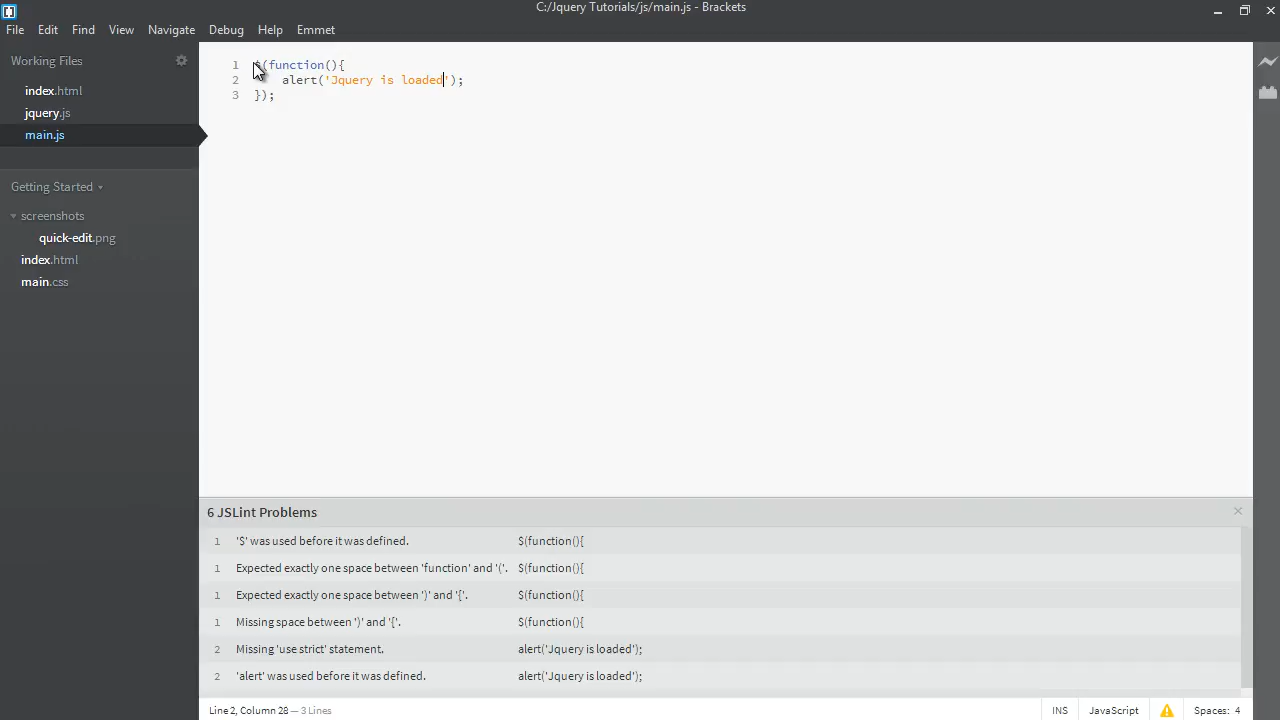 C:/Jquery Tutorials/js/main.js - Brackets
File Edit Find View Navigate Debug Help Emmet
Working Files
index.html
jquery.js
main.js
Getting Started
screenshots
quick-edit.png
index.html
main.css
1 $(function(){
2 alert('Jquery is loaded');
3 });
6 JSLint Problems
1 '$' was used before it was defined. $(function(){
1 Expected exactly one space between 'function' and '('. $(function(){
1 Expected exactly one space between ')' and '{'. $(function(){
1 Missing space between ')' and '{'. $(function(){
2 Missing 'use strict' statement. alert('Jquery is loaded');
2 'alert' was used before it was defined. alert('Jquery is loaded');
Line 2, Column 28 — 3 Lines INS JavaScript Spaces: 4